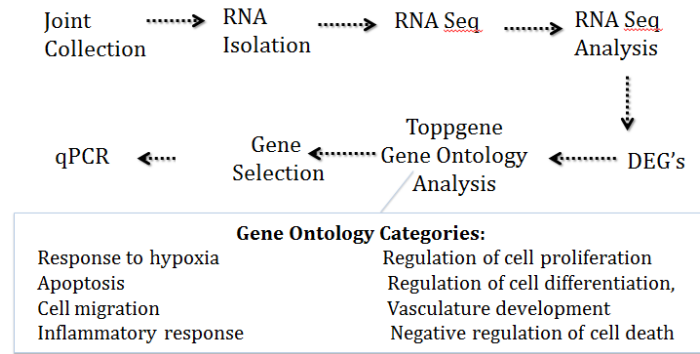 Joint
Collection
RNA
Isolation
RNA Seq
RNA Seq
Analysis
DEG's
Toppgene
Gene Ontology
Analysis
Gene
Selection
qPCR
Gene Ontology Categories:
Response to hypoxia
Apoptosis
Cell migration
Inflammatory response
Regulation of cell proliferation
Regulation of cell differentiation,
Vasculature development
Negative regulation of cell death